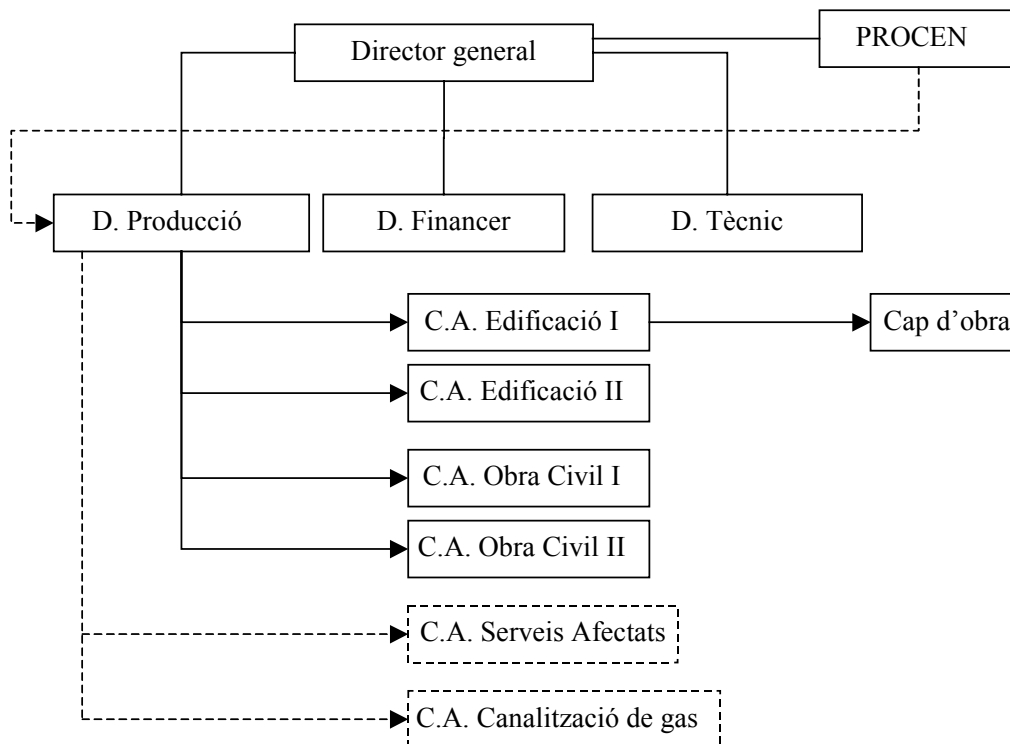 Director general
PROCEN
D. Producció
D. Financer
D. Tècnic
C.A. Edificació I
Cap d’obra
C.A. Edificació II
C.A. Obra Civil I
C.A. Obra Civil II
C.A. Serveis Afectats
C.A. Canalització de gas